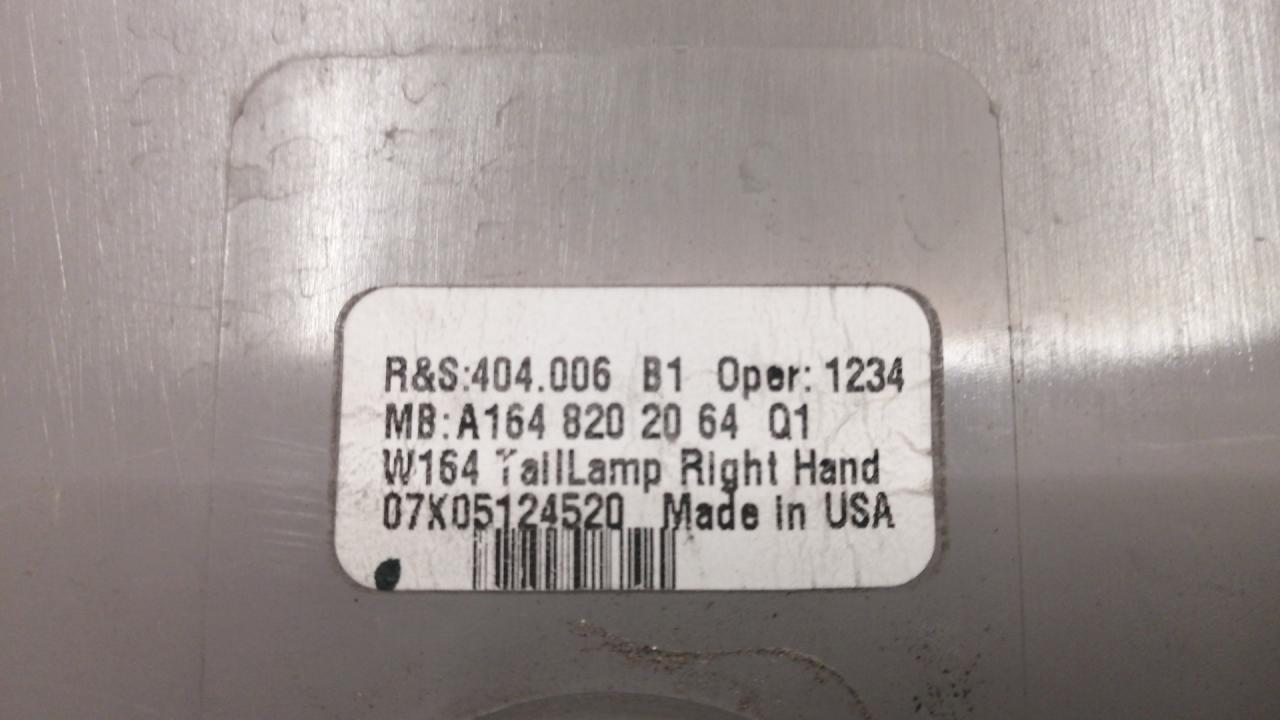 R&S:404.006 B1 Oper: 1234
MB:A164 820 20 64 Q1
W164 TailLamp Right Hand
07X05124520 Made in USA